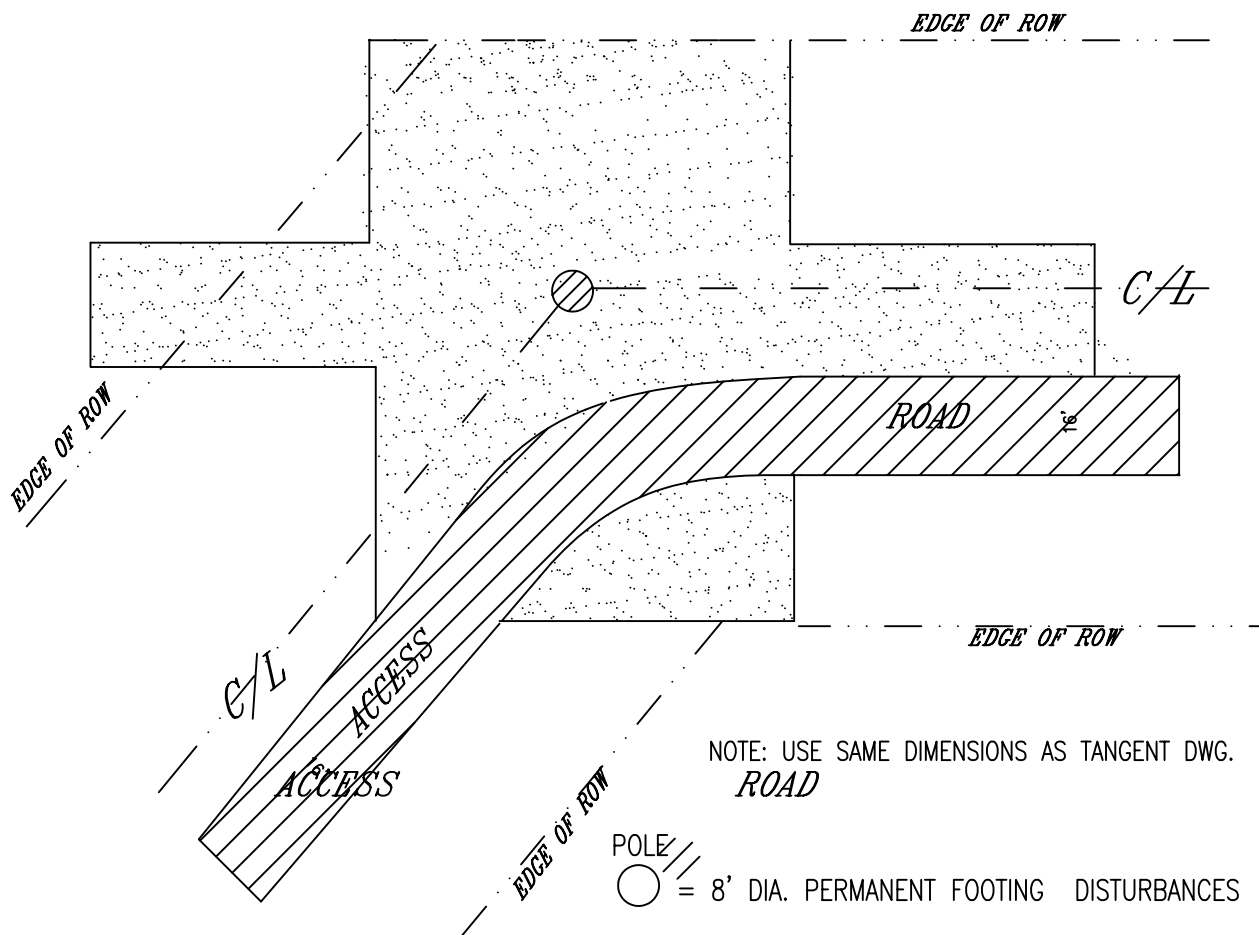 EDGE OF ROW
C/L
EDGE OF ROW
ROAD
16'
EDGE OF ROW
C/L
ACCESS
NOTE: USE SAME DIMENSIONS AS TANGENT DWG.
ACCESS
ROAD
EDGE OF ROW
POLE
= 8' DIA. PERMANENT FOOTING DISTURBANCES